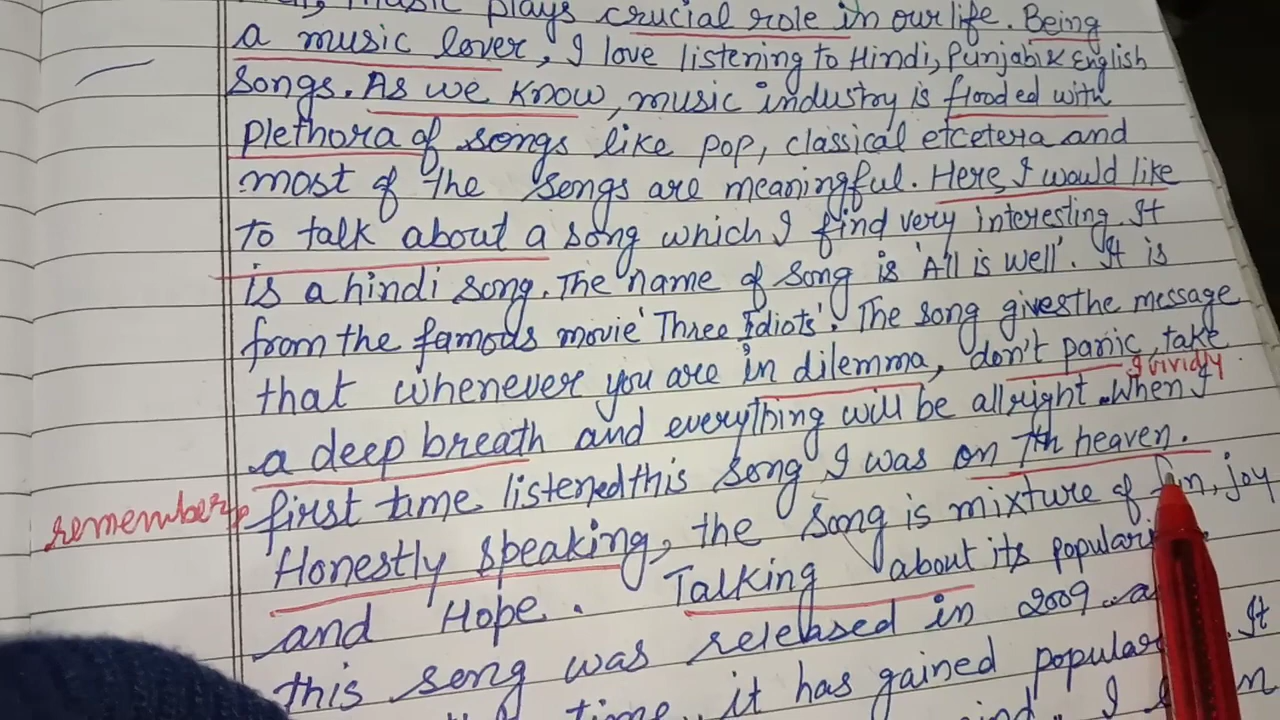 music plays crucial role in our life. Being
a music lover, I love listening to Hindi, Punjabi & English
songs. As we know, music industry is flooded with
plethora of songs like pop, classical etcetera and
most of the songs are meaningful. Here I would like
to talk about a song which I find very interesting. It
is a hindi song. The name of song is 'All is well'. It is
from the famous movie 'Three Idiots'. The song gives the message
that whenever you are in dilemma, don't panic, take
I vividly
a deep breath and everything will be allright. When I
remember
first time listened this song I was on 7th heaven.
Honestly speaking, the song is mixture of fun, joy
and Hope. Talking about its
this song was released in 2009
time, it has gained